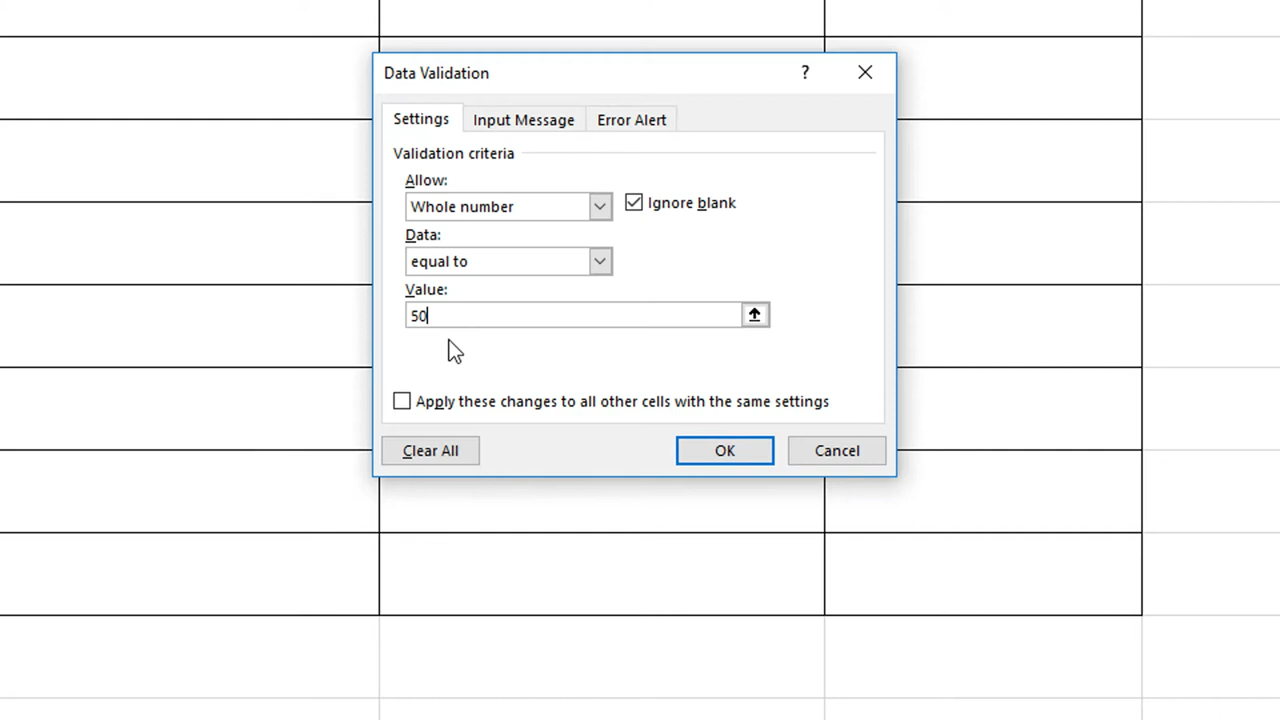 Data Validation ?
Settings Input Message Error Alert
Validation criteria
Allow:
Whole number Ignore blank
Data:
equal to
Value:
50
Apply these changes to all other cells with the same settings
Clear All OK Cancel